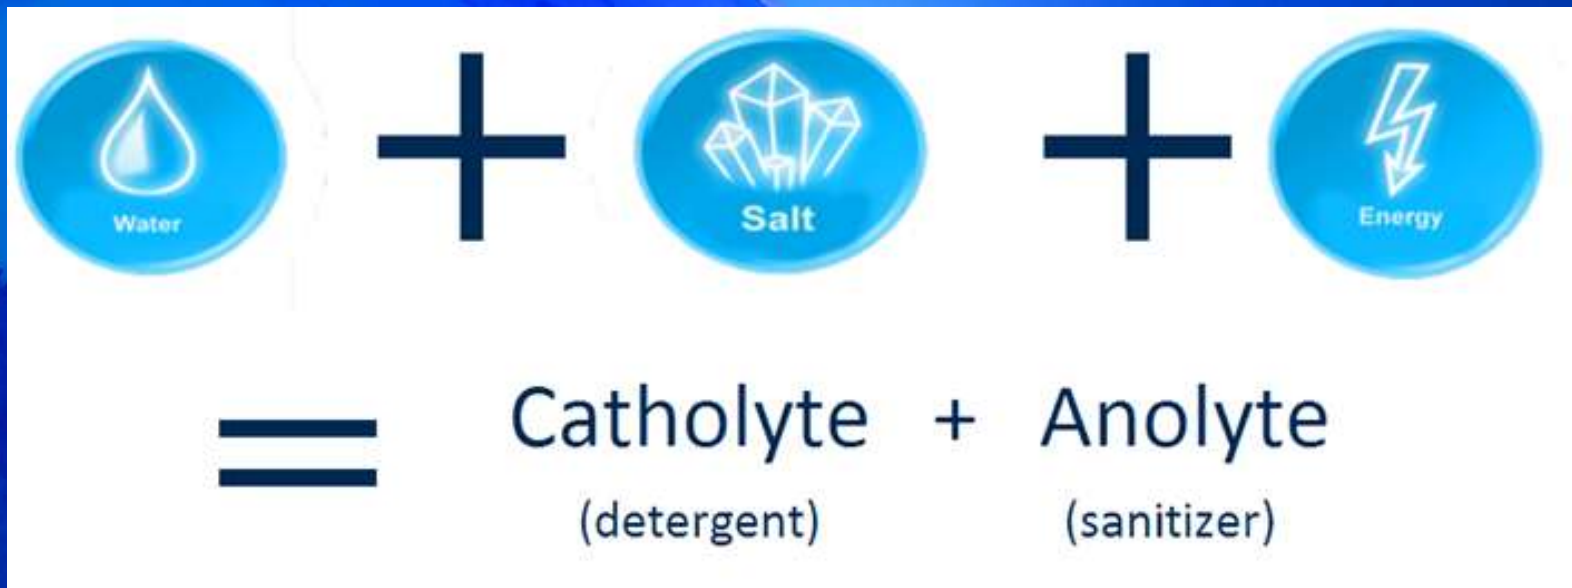 Water + Salt + Energy
= Catholyte + Anolyte
(detergent) (sanitizer)